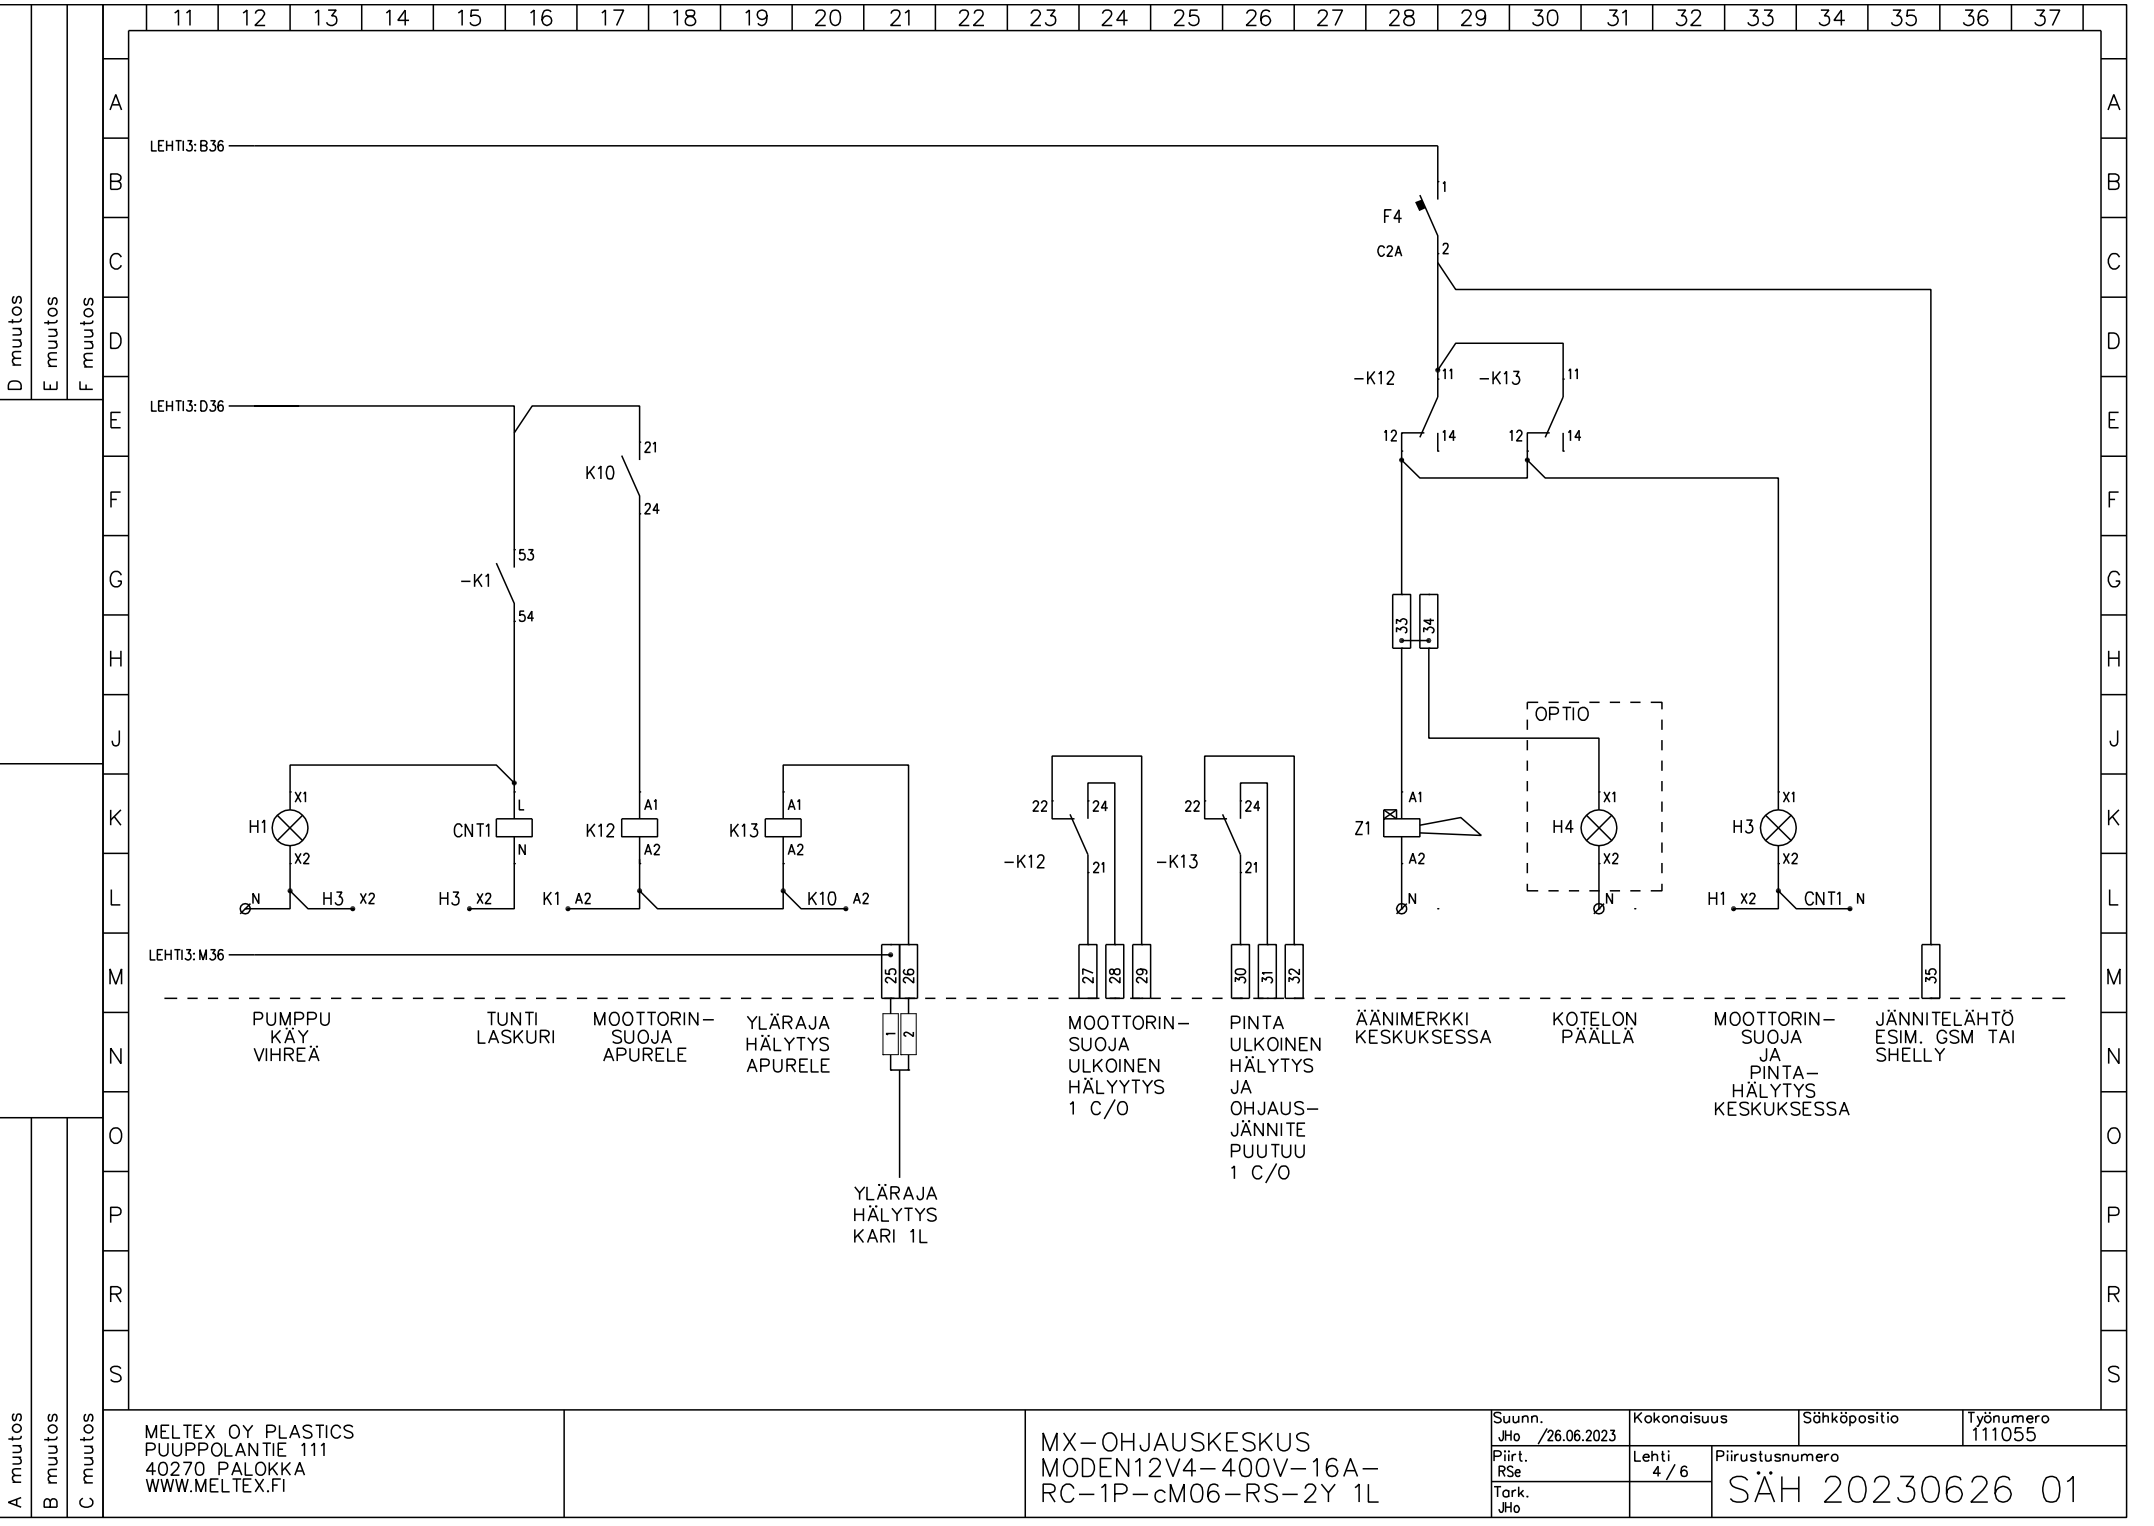 11 12 13 14 15 16 17 18 19 20 21 22 23 24 25 26 27 28 29 30 31 32 33 34 35 36 37
A A
B B
C C
D D
E E
F F
G G
H H
J J
K K
L L
M M
N N
O O
P P
R R
S S
D muutos
E muutos
F muutos
A muutos
B muutos
C muutos
LEHTI3:B36
1
F4
C2A
2
-K12 11 -K13 11
12 14 12 14
LEHTI3:D36
21
K10
24
53
-K1
54
33 34
OPTIO
X1
H1
X2
N H3 X2
L
CNT1
N
H3 X2
A1
K12
A2
K1 A2
A1
K13
A2
K10 A2
22 24
-K12
21
22 24
-K13
21
A1
Z1
A2
N
X1
H4
X2
N
X1
H3
X2
H1 X2 CNT1 N
LEHTI3:M36
25 26
27 28 29
30 31 32
35
1 2
PUMPPU
KÄY
VIHREÄ
TUNTI
LASKURI
MOOTTORIN-
SUOJA
APURELE
YLÄRAJA
HÄLYTYS
APURELE
YLÄRAJA
HÄLYTYS
KARI 1L
MOOTTORIN-
SUOJA
ULKOINEN
HÄLYYTYS
1 C/O
PINTA
ULKOINEN
HÄLYTYS
JA
OHJAUS-
JÄNNITE
PUUTUU
1 C/O
ÄÄNIMERKKI
KESKUKSESSA
KOTELON
PÄÄLLÄ
MOOTTORIN-
SUOJA
JA
PINTA-
HÄLYTYS
KESKUKSESSA
JÄNNITELÄHTÖ
ESIM. GSM TAI
SHELLY
MELTEX OY PLASTICS
PUUPPOLANTIE 111
40270 PALOKKA
WWW.MELTEX.FI
MX-OHJAUSKESKUS
MODEN12V4-400V-16A-
RC-1P-cM06-RS-2Y 1L
Suunn.
JHo /26.06.2023
Piirt.
RSe
Tark.
JHo
Kokonaisuus
Sähköpositio
Työnumero
111055
Lehti
4/6
Piirustusnumero
SÄH 20230626 01